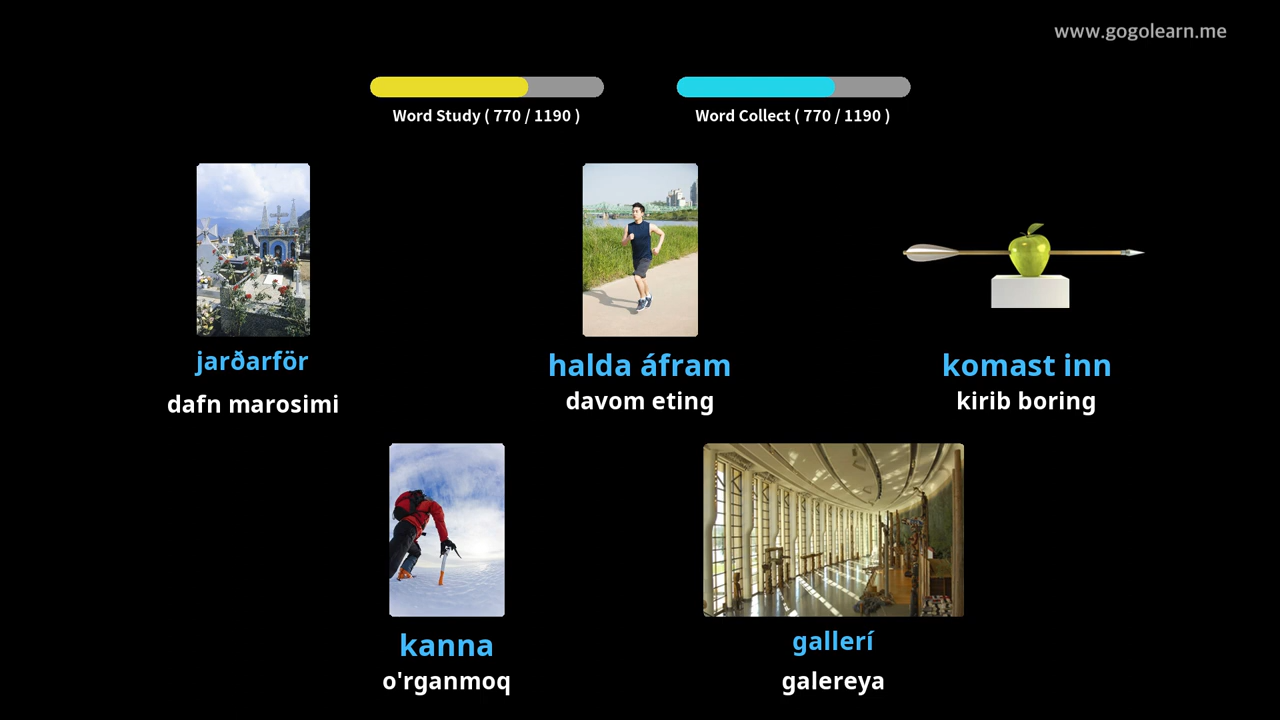 www.gogolearn.me
Word Study ( 770 / 1190 )
Word Collect ( 770 / 1190 )
jarðarför
dafn marosimi
halda áfram
davom eting
komast inn
kirib boring
kanna
o'rganmoq
gallerí
galereya